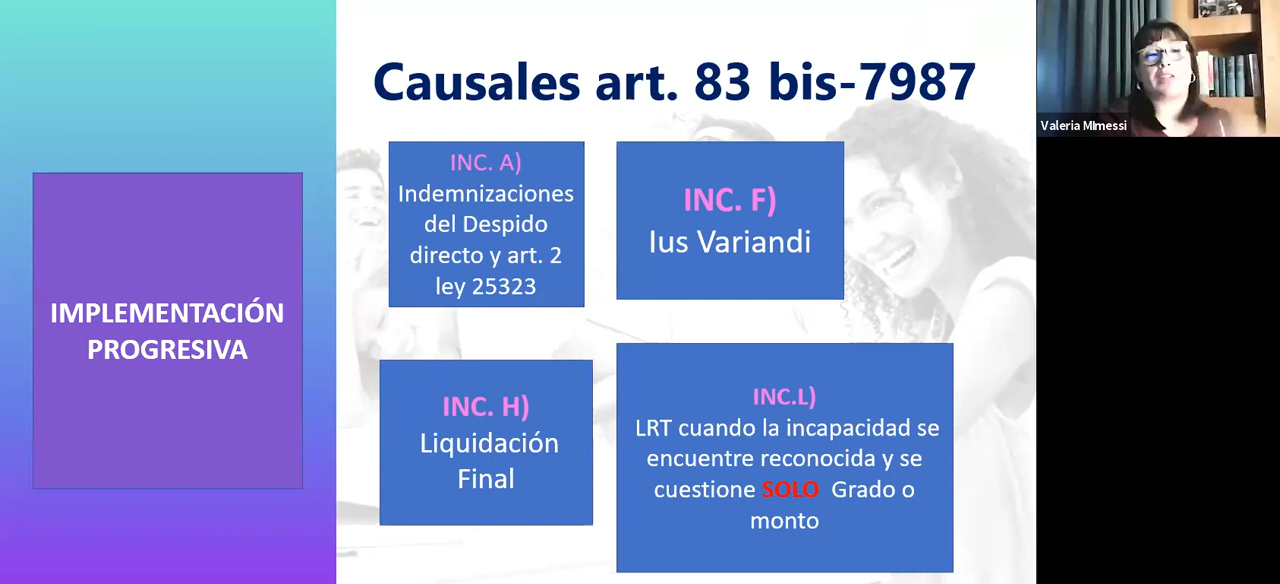 Causales art. 83 bis-7987
IMPLEMENTACIÓN
PROGRESIVA
INC. A)
Indemnizaciones
del Despido
directo y art. 2
ley 25323
INC. F)
Ius Variandi
INC. H)
Liquidación
Final
INC.L)
LRT cuando la incapacidad se
encuentre reconocida y se
cuestione SOLO Grado o
monto
Valeria MImessi